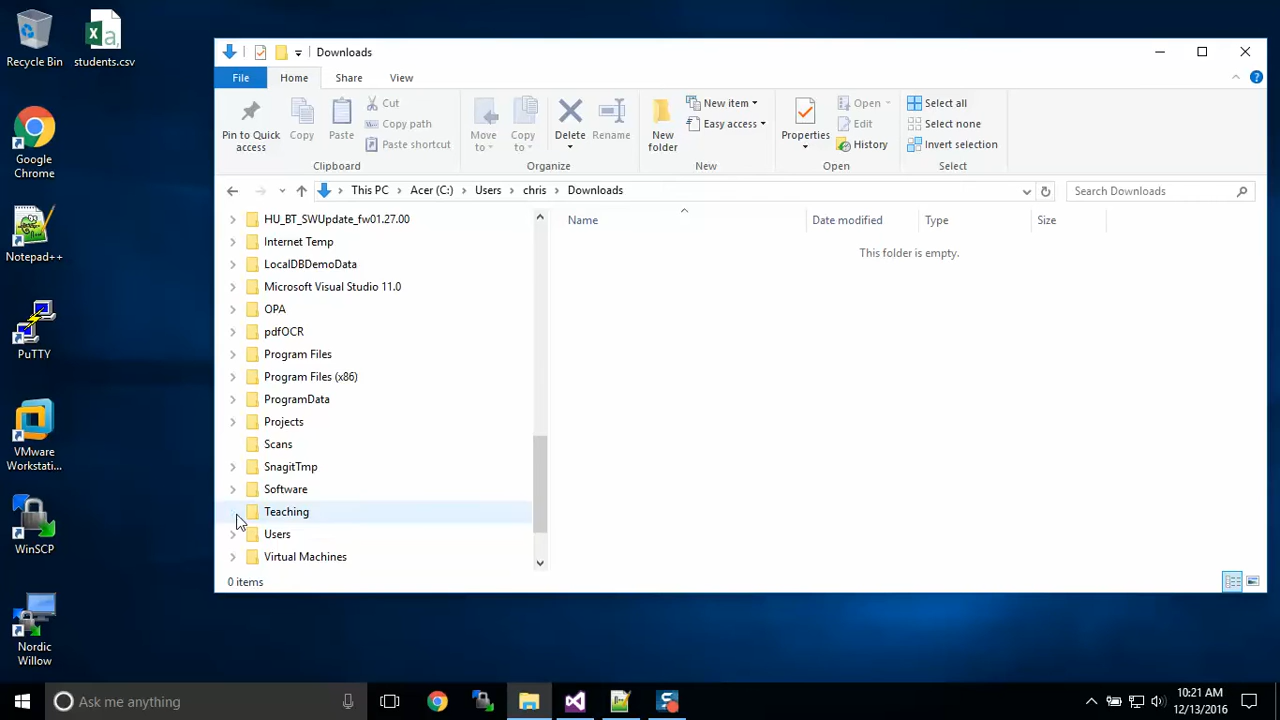 Recycle Bin
students.csv
Google
Chrome
Notepad++
PuTTY
VMware
Workstati...
WinSCP
Nordic
Willow
Downloads
File
Home
Share
View
Pin to Quick
access
Copy
Paste
Cut
Copy path
Paste shortcut
Clipboard
Move
to
Copy
to
Delete
Rename
Organize
New
folder
New item
Easy access
New
Properties
Open
Edit
History
Open
Select all
Select none
Invert selection
Select
This PC > Acer (C:) > Users > chris > Downloads
Search Downloads
HU_BT_SWUpdate_fw01.27.00
Internet Temp
LocalDBDemoData
Microsoft Visual Studio 11.0
OPA
pdfOCR
Program Files
Program Files (x86)
ProgramData
Projects
Scans
SnagitTmp
Software
Teaching
Users
Virtual Machines
Name
Date modified
Type
Size
This folder is empty.
0 items
Ask me anything
10:21 AM
12/13/2016